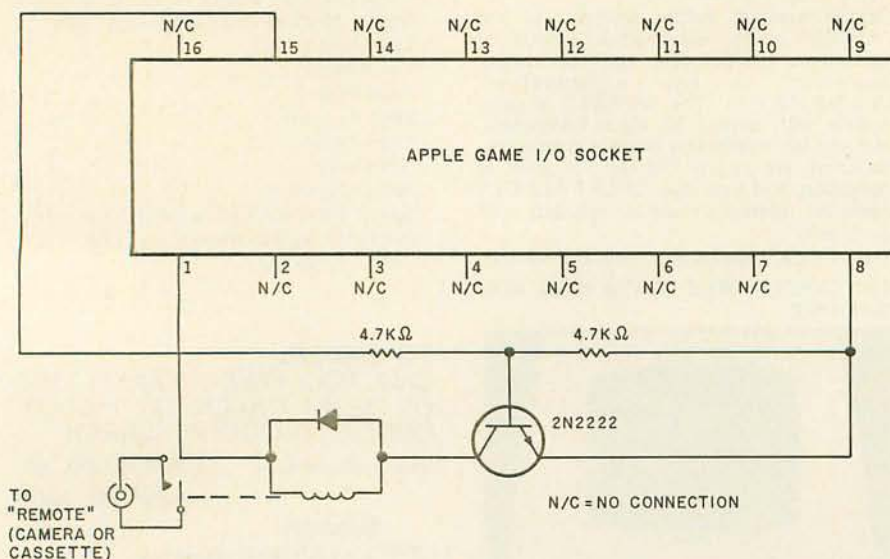 N/C N/C N/C N/C N/C N/C N/C
16 15 14 13 12 11 10 9
APPLE GAME I/O SOCKET
1 2 3 4 5 6 7 8
N/C N/C N/C N/C N/C N/C
4.7KΩ 4.7KΩ
2N2222
N/C = NO CONNECTION
TO
"REMOTE"
(CAMERA OR
CASSETTE)